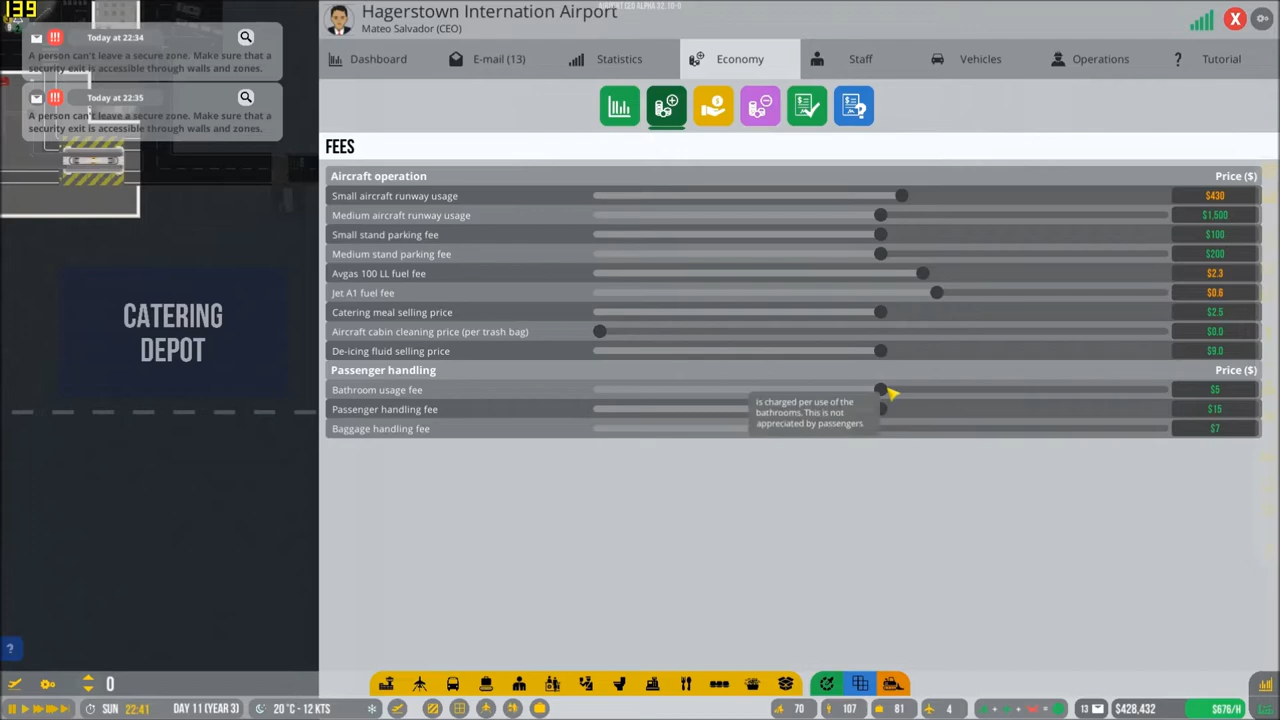 139
AIRPORT CEO ALPHA 32.10-0
Today at 22:34
A person can't leave a secure zone. Make sure that a
security exit is accessible through walls and zones.
Today at 22:35
A person can't leave a secure zone. Make sure that a
security exit is accessible through walls and zones.
CATERING
DEPOT
Hagerstown Internation Airport
Mateo Salvador (CEO)
Dashboard
E-mail (13)
Statistics
Economy
Staff
Vehicles
Operations
? Tutorial
FEES
Aircraft operation Price ($)
Small aircraft runway usage $430
Medium aircraft runway usage $1,500
Small stand parking fee $100
Medium stand parking fee $200
Avgas 100 LL fuel fee $2.3
Jet A1 fuel fee $0.6
Catering meal selling price $2.5
Aircraft cabin cleaning price (per trash bag) $0.0
De-icing fluid selling price $9.0
Passenger handling Price ($)
Bathroom usage fee $5
Passenger handling fee $15
Baggage handling fee $7
is charged per use of the
bathrooms. This is not
appreciated by passengers.
?
0
SUN 22:41 DAY 11 (YEAR 3) 20 °C - 12 KTS 70 107 81 4 13 $428,432 $676/H